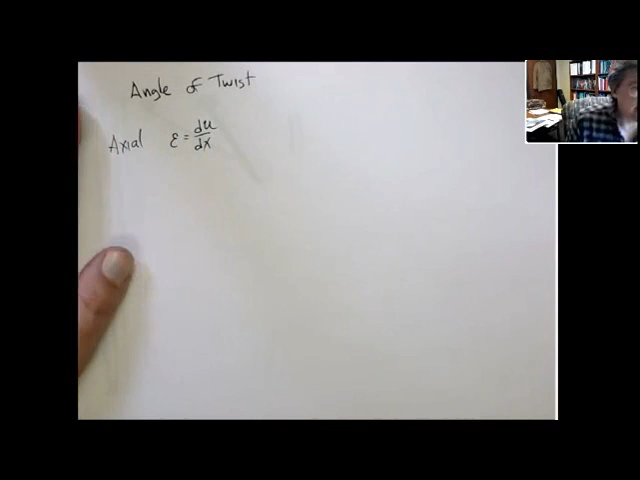 Angle of Twist
Axial ε = du/dx